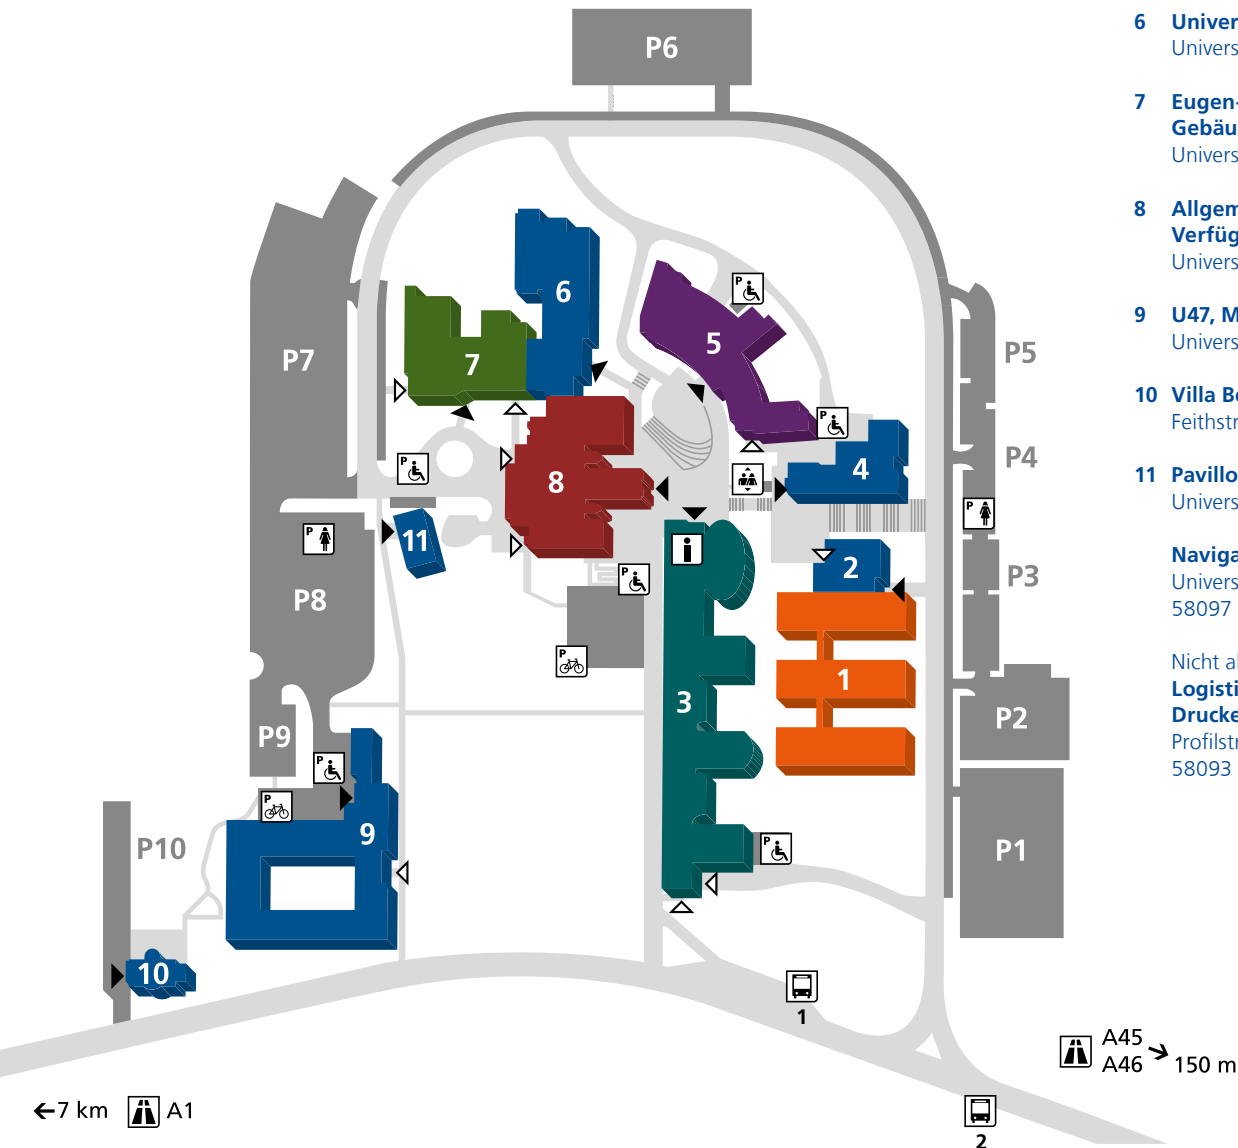 P6
6 Univer
Univers
7 Eugen-
Gebäu
Univers
8 Allgem
Verfüg
Univers
9 U47, M
Univers
10 Villa Be
Feithstr
11 Pavillo
Univers
Naviga
Univers
58097
Nicht al
Logisti
Drucke
Profilstr
58093
P
6
P7
5
P5
7
P
P
4
P4
8
P
P
11
i
P
2
P3
P8
P
P
1
3
P2
P9
P
P
9
P10
P
P1
10
1
A45
A46
150 m
7 km
A1
2